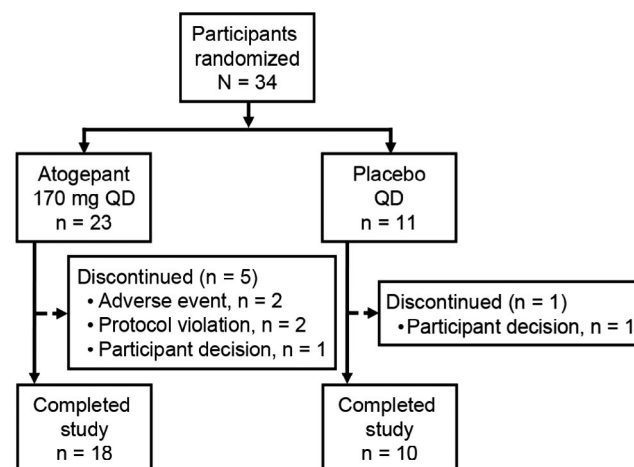 Participants
randomized
N = 34
Atogepant
170 mg QD
n = 23
Placebo
QD
n = 11
Discontinued (n = 5)
• Adverse event, n = 2
• Protocol violation, n = 2
• Participant decision, n = 1
Discontinued (n = 1)
• Participant decision, n = 1
Completed
study
n = 18
Completed
study
n = 10